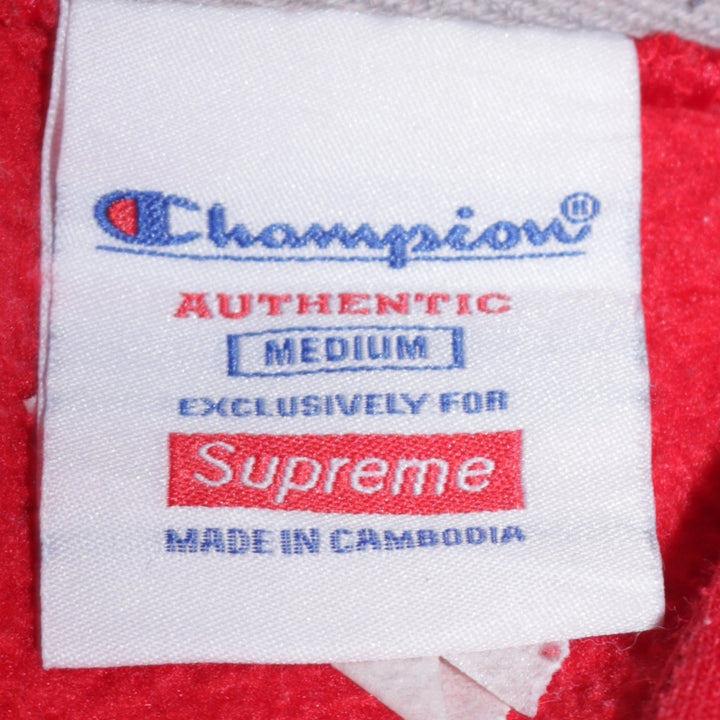 Champion®
AUTHENTIC
MEDIUM
EXCLUSIVELY FOR
Supreme
MADE IN CAMBODIA